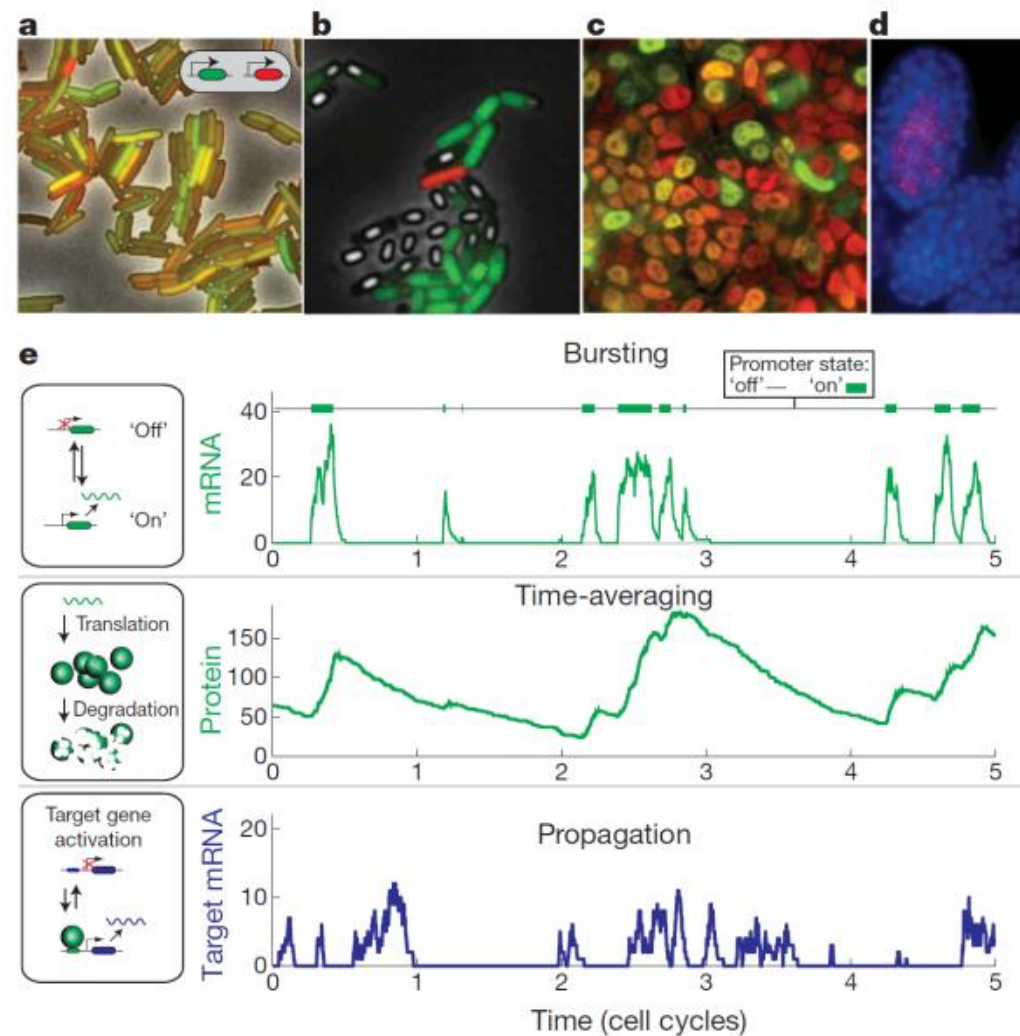 a
b
c
d
e
Bursting
Promoter state:
'off' — 'on'
'Off'
'On'
mRNA
40
20
0
0 1 2 3 4 5
Time-averaging
Translation
Degradation
Protein
150
100
50
0
0 1 2 3 4 5
Propagation
Target gene
activation
Target mRNA
20
10
0
0 1 2 3 4 5
Time (cell cycles)